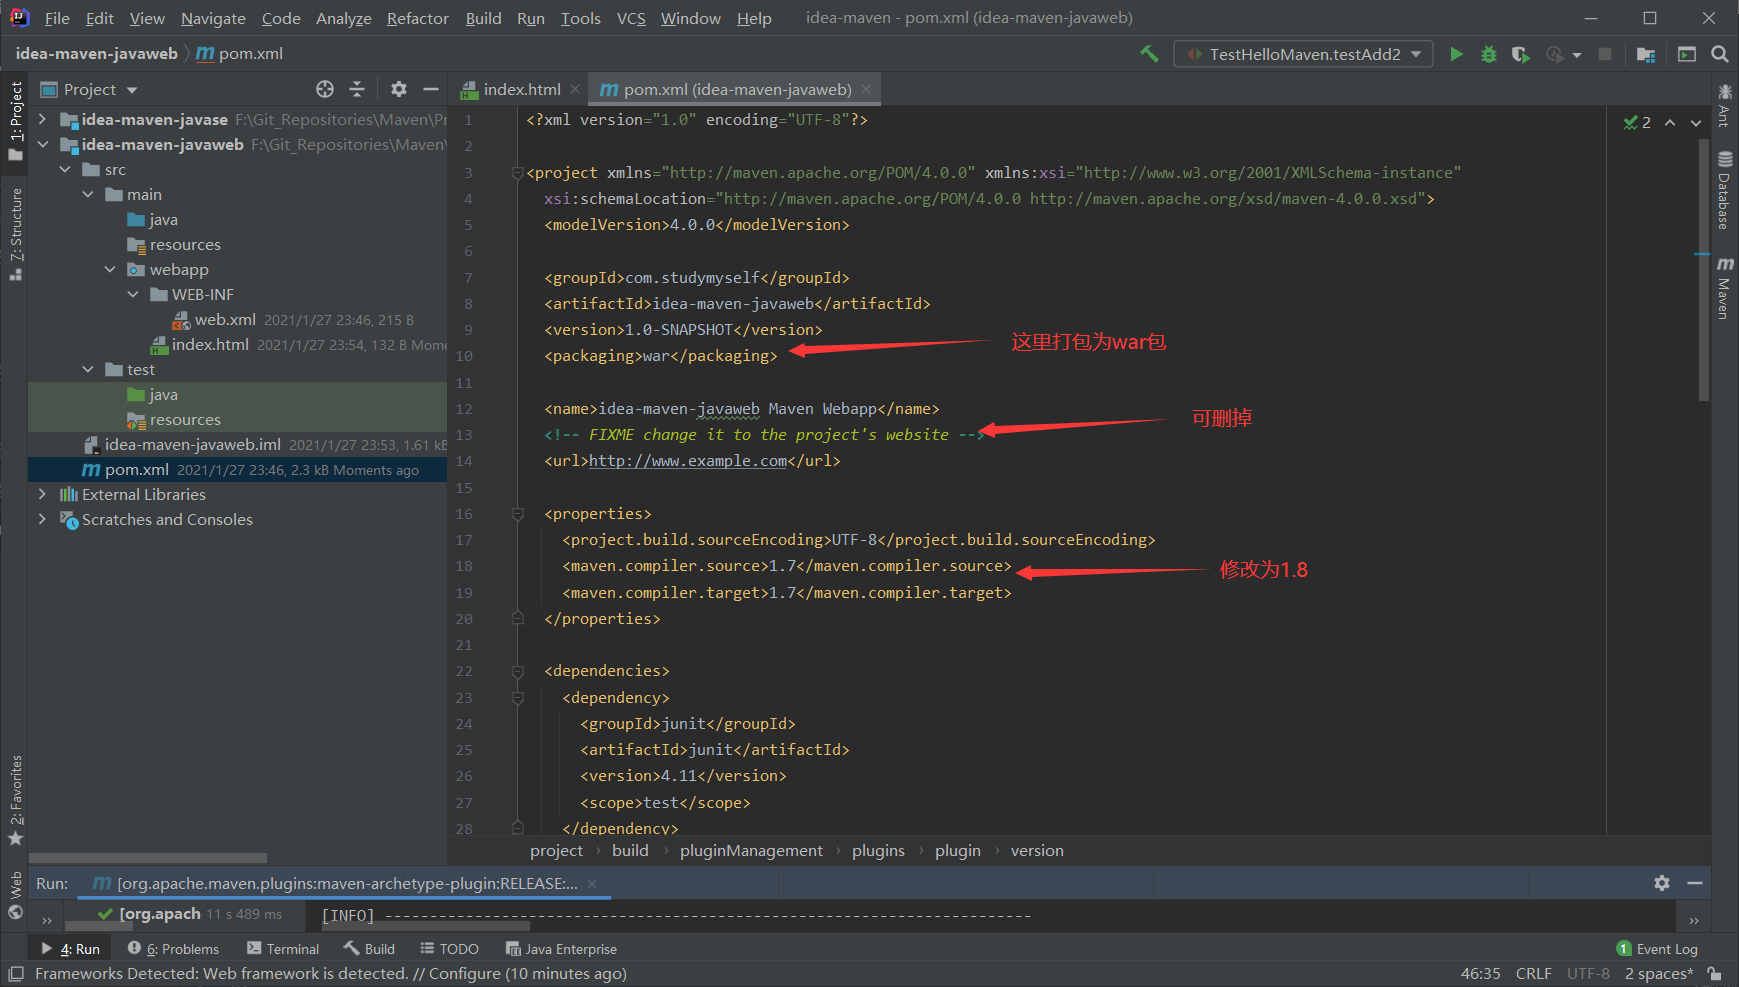 File Edit View Navigate Code Analyze Refactor Build Run Tools VCS Window Help idea-maven - pom.xml (idea-maven-javaweb)
idea-maven-javaweb pom.xml TestHelloMaven.testAdd2
Project index.html pom.xml (idea-maven-javaweb)
1: Project
7: Structure
2: Favorites
Web
idea-maven-javase F:\Git_Repositories\Maven\Pr
idea-maven-javaweb F:\Git_Repositories\Maven\
src
main
java
resources
webapp
WEB-INF
web.xml 2021/1/27 23:46, 215 B
index.html 2021/1/27 23:54, 132 B Mome
test
java
resources
idea-maven-javaweb.iml 2021/1/27 23:53, 1.61 kB
pom.xml 2021/1/27 23:46, 2.3 kB Moments ago
External Libraries
Scratches and Consoles
1 <?xml version="1.0" encoding="UTF-8"?>
2
3 <project xmlns="http://maven.apache.org/POM/4.0.0" xmlns:xsi="http://www.w3.org/2001/XMLSchema-instance"
4 xsi:schemaLocation="http://maven.apache.org/POM/4.0.0 http://maven.apache.org/xsd/maven-4.0.0.xsd">
5 <modelVersion>4.0.0</modelVersion>
6
7 <groupId>com.studymyself</groupId>
8 <artifactId>idea-maven-javaweb</artifactId>
9 <version>1.0-SNAPSHOT</version>
10 <packaging>war</packaging> 这里打包为war包
11
12 <name>idea-maven-javaweb Maven Webapp</name>
13 <!-- FIXME change it to the project's website --> 可删掉
14 <url>http://www.example.com</url>
15
16 <properties>
17 <project.build.sourceEncoding>UTF-8</project.build.sourceEncoding>
18 <maven.compiler.source>1.7</maven.compiler.source> 修改为1.8
19 <maven.compiler.target>1.7</maven.compiler.target>
20 </properties>
21
22 <dependencies>
23 <dependency>
24 <groupId>junit</groupId>
25 <artifactId>junit</artifactId>
26 <version>4.11</version>
27 <scope>test</scope>
28 </dependency>
2
Ant
Database
Maven
project › build › pluginManagement › plugins › plugin › version
Run: [org.apache.maven.plugins:maven-archetype-plugin:RELEASE:...
[org.apach 11 s 489 ms [INFO] ------------------------------------------------------------------------
4: Run 6: Problems Terminal Build TODO Java Enterprise 1 Event Log
Frameworks Detected: Web framework is detected. // Configure (10 minutes ago) 46:35 CRLF UTF-8 2 spaces*